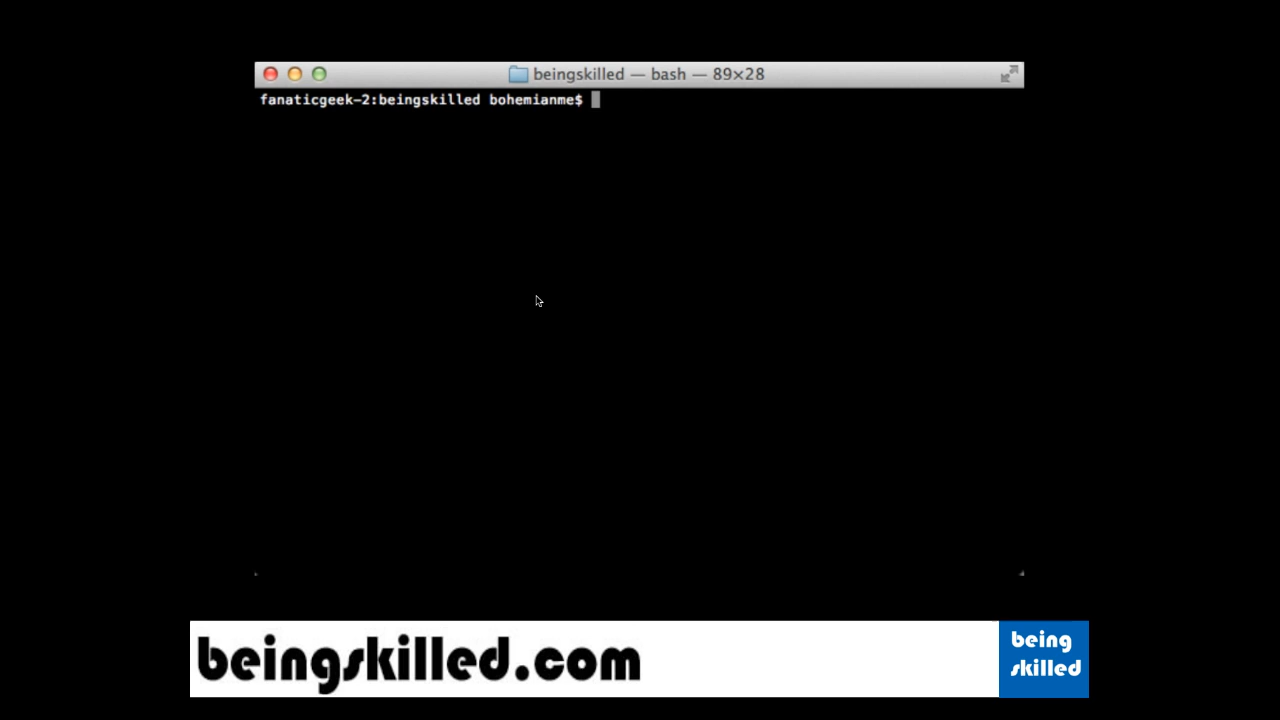 beingskilled — bash — 89×28
fanaticgeek-2:beingskilled bohemianme$
beingskilled.com
being
skilled